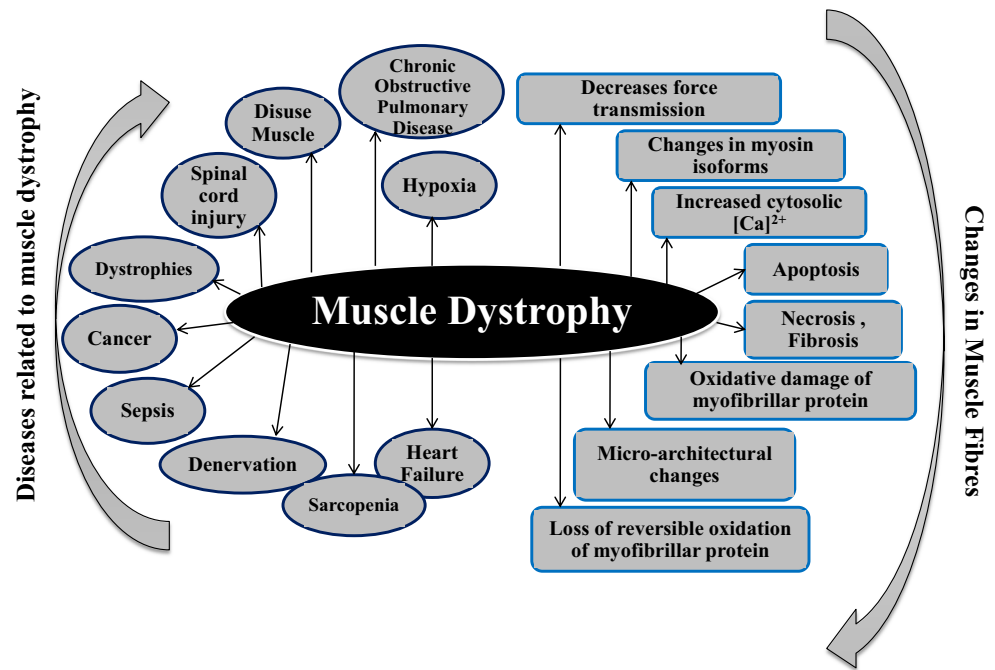 Diseases related to muscle dystrophy
Chronic
Obstructive
Pulmonary
Disease
Disuse
Muscle
Hypoxia
Spinal
cord
injury
Dystrophies
Cancer
Sepsis
Denervation
Sarcopenia
Heart
Failure
Muscle Dystrophy
Decreases force
transmission
Changes in myosin
isoforms
Increased cytosolic
[Ca]²⁺
Apoptosis
Necrosis ,
Fibrosis
Oxidative damage of
myofibrillar protein
Micro-architectural
changes
Loss of reversible oxidation
of myofibrillar protein
Changes in Muscle Fibres